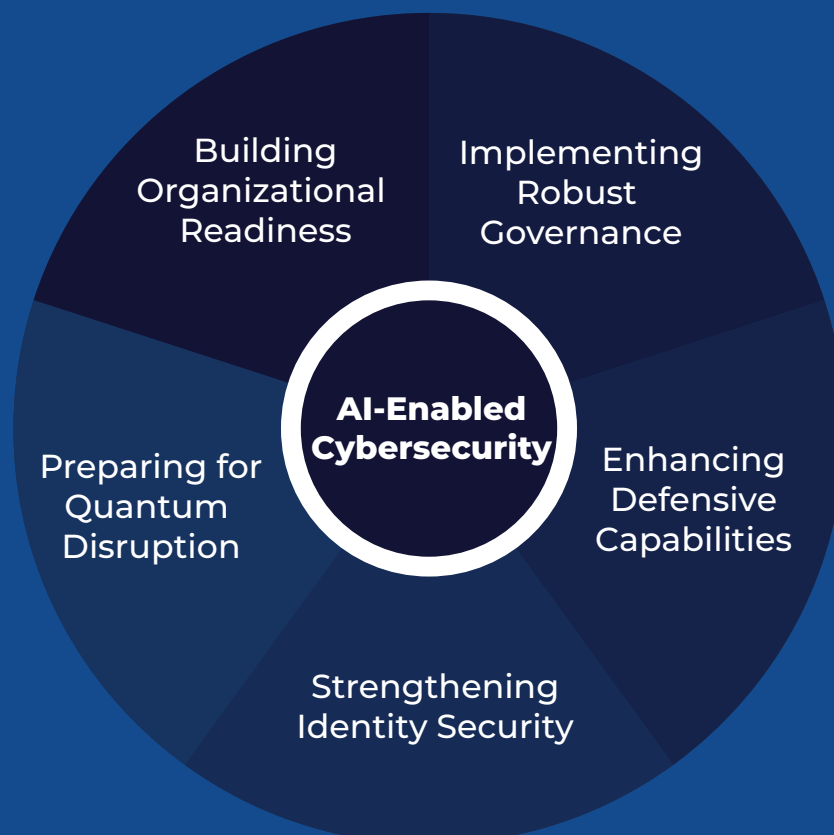 Building
Organizational
Readiness
Implementing
Robust
Governance
AI-Enabled
Cybersecurity
Preparing for
Quantum
Disruption
Enhancing
Defensive
Capabilities
Strengthening
Identity Security